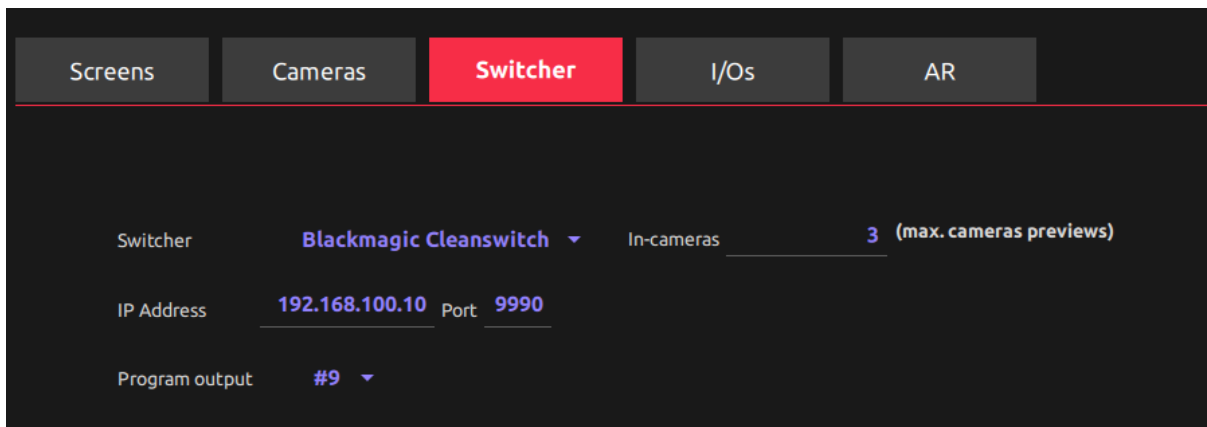 Screens Cameras Switcher I/Os AR
Switcher Blackmagic Cleanswitch In-cameras 3 (max. cameras previews)
IP Address 192.168.100.10 Port 9990
Program output #9